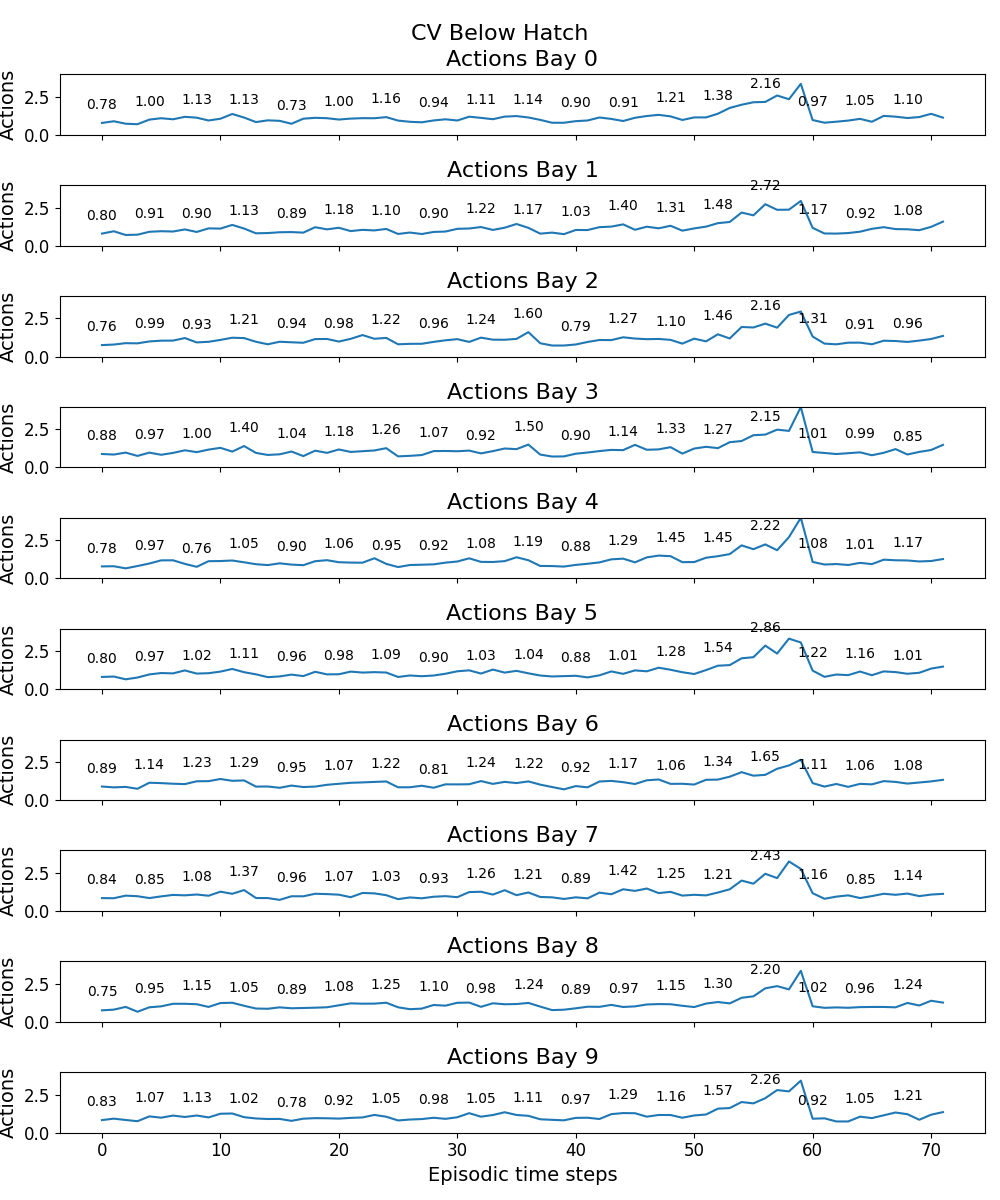 CV Below Hatch
Actions Bay 0
Actions
2.5
0.0
0.78 1.00 1.13 1.13 0.73 1.00 1.16 0.94 1.11 1.14 0.90 0.91 1.21 1.38 2.16 0.97 1.05 1.10
Actions Bay 1
Actions
2.5
0.0
0.80 0.91 0.90 1.13 0.89 1.18 1.10 0.90 1.22 1.17 1.03 1.40 1.31 1.48 2.72 1.17 0.92 1.08
Actions Bay 2
Actions
2.5
0.0
0.76 0.99 0.93 1.21 0.94 0.98 1.22 0.96 1.24 1.60 0.79 1.27 1.10 1.46 2.16 1.31 0.91 0.96
Actions Bay 3
Actions
2.5
0.0
0.88 0.97 1.00 1.40 1.04 1.18 1.26 1.07 0.92 1.50 0.90 1.14 1.33 1.27 2.15 1.01 0.99 0.85
Actions Bay 4
Actions
2.5
0.0
0.78 0.97 0.76 1.05 0.90 1.06 0.95 0.92 1.08 1.19 0.88 1.29 1.45 1.45 2.22 1.08 1.01 1.17
Actions Bay 5
Actions
2.5
0.0
0.80 0.97 1.02 1.11 0.96 0.98 1.09 0.90 1.03 1.04 0.88 1.01 1.28 1.54 2.86 1.22 1.16 1.01
Actions Bay 6
Actions
2.5
0.0
0.89 1.14 1.23 1.29 0.95 1.07 1.22 0.81 1.24 1.22 0.92 1.17 1.06 1.34 1.65 1.11 1.06 1.08
Actions Bay 7
Actions
2.5
0.0
0.84 0.85 1.08 1.37 0.96 1.07 1.03 0.93 1.26 1.21 0.89 1.42 1.25 1.21 2.43 1.16 0.85 1.14
Actions Bay 8
Actions
2.5
0.0
0.75 0.95 1.15 1.05 0.89 1.08 1.25 1.10 0.98 1.24 0.89 0.97 1.15 1.30 2.20 1.02 0.96 1.24
Actions Bay 9
Actions
2.5
0.0
0.83 1.07 1.13 1.02 0.78 0.92 1.05 0.98 1.05 1.11 0.97 1.29 1.16 1.57 2.26 0.92 1.05 1.21
0 10 20 30 40 50 60 70
Episodic time steps